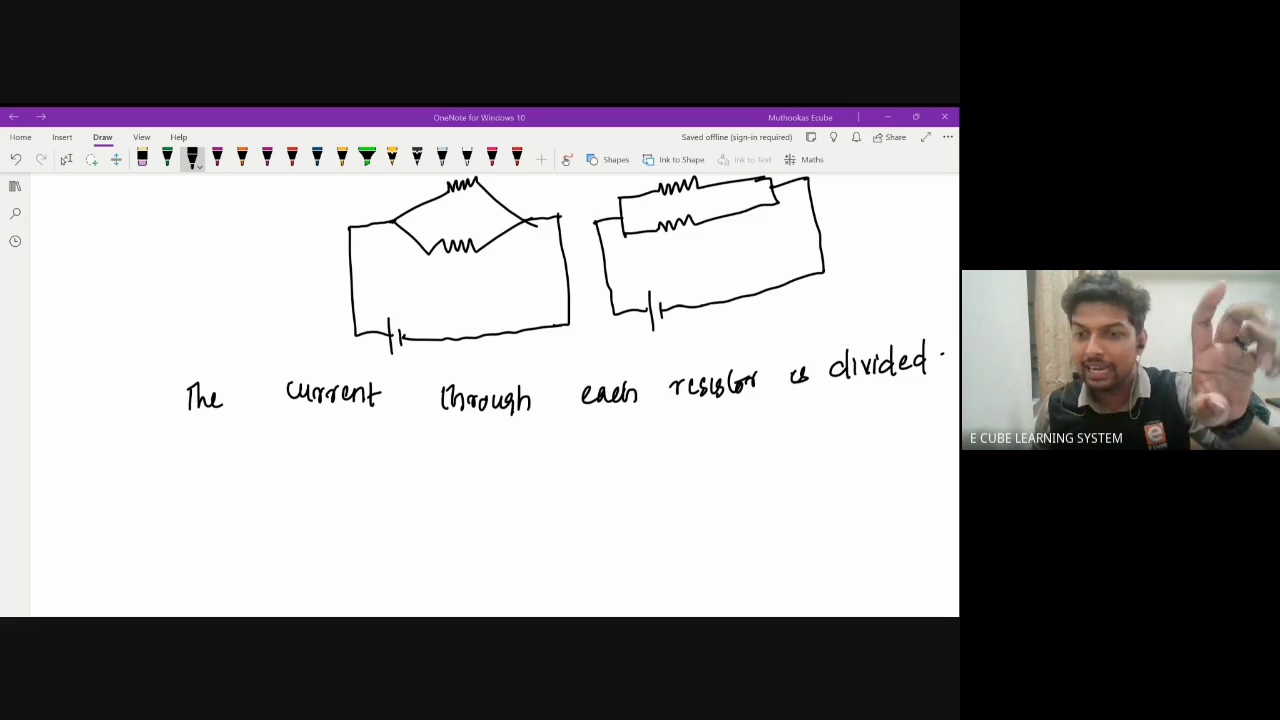 OneNote for Windows 10
Muthookas Ecube
Home Insert Draw View Help
Saved offline (sign-in required)
Share
Shapes
Ink to Shape
Ink to Text
Maths
The current through each resistor is divided.
E CUBE LEARNING SYSTEM
e
E CUBE